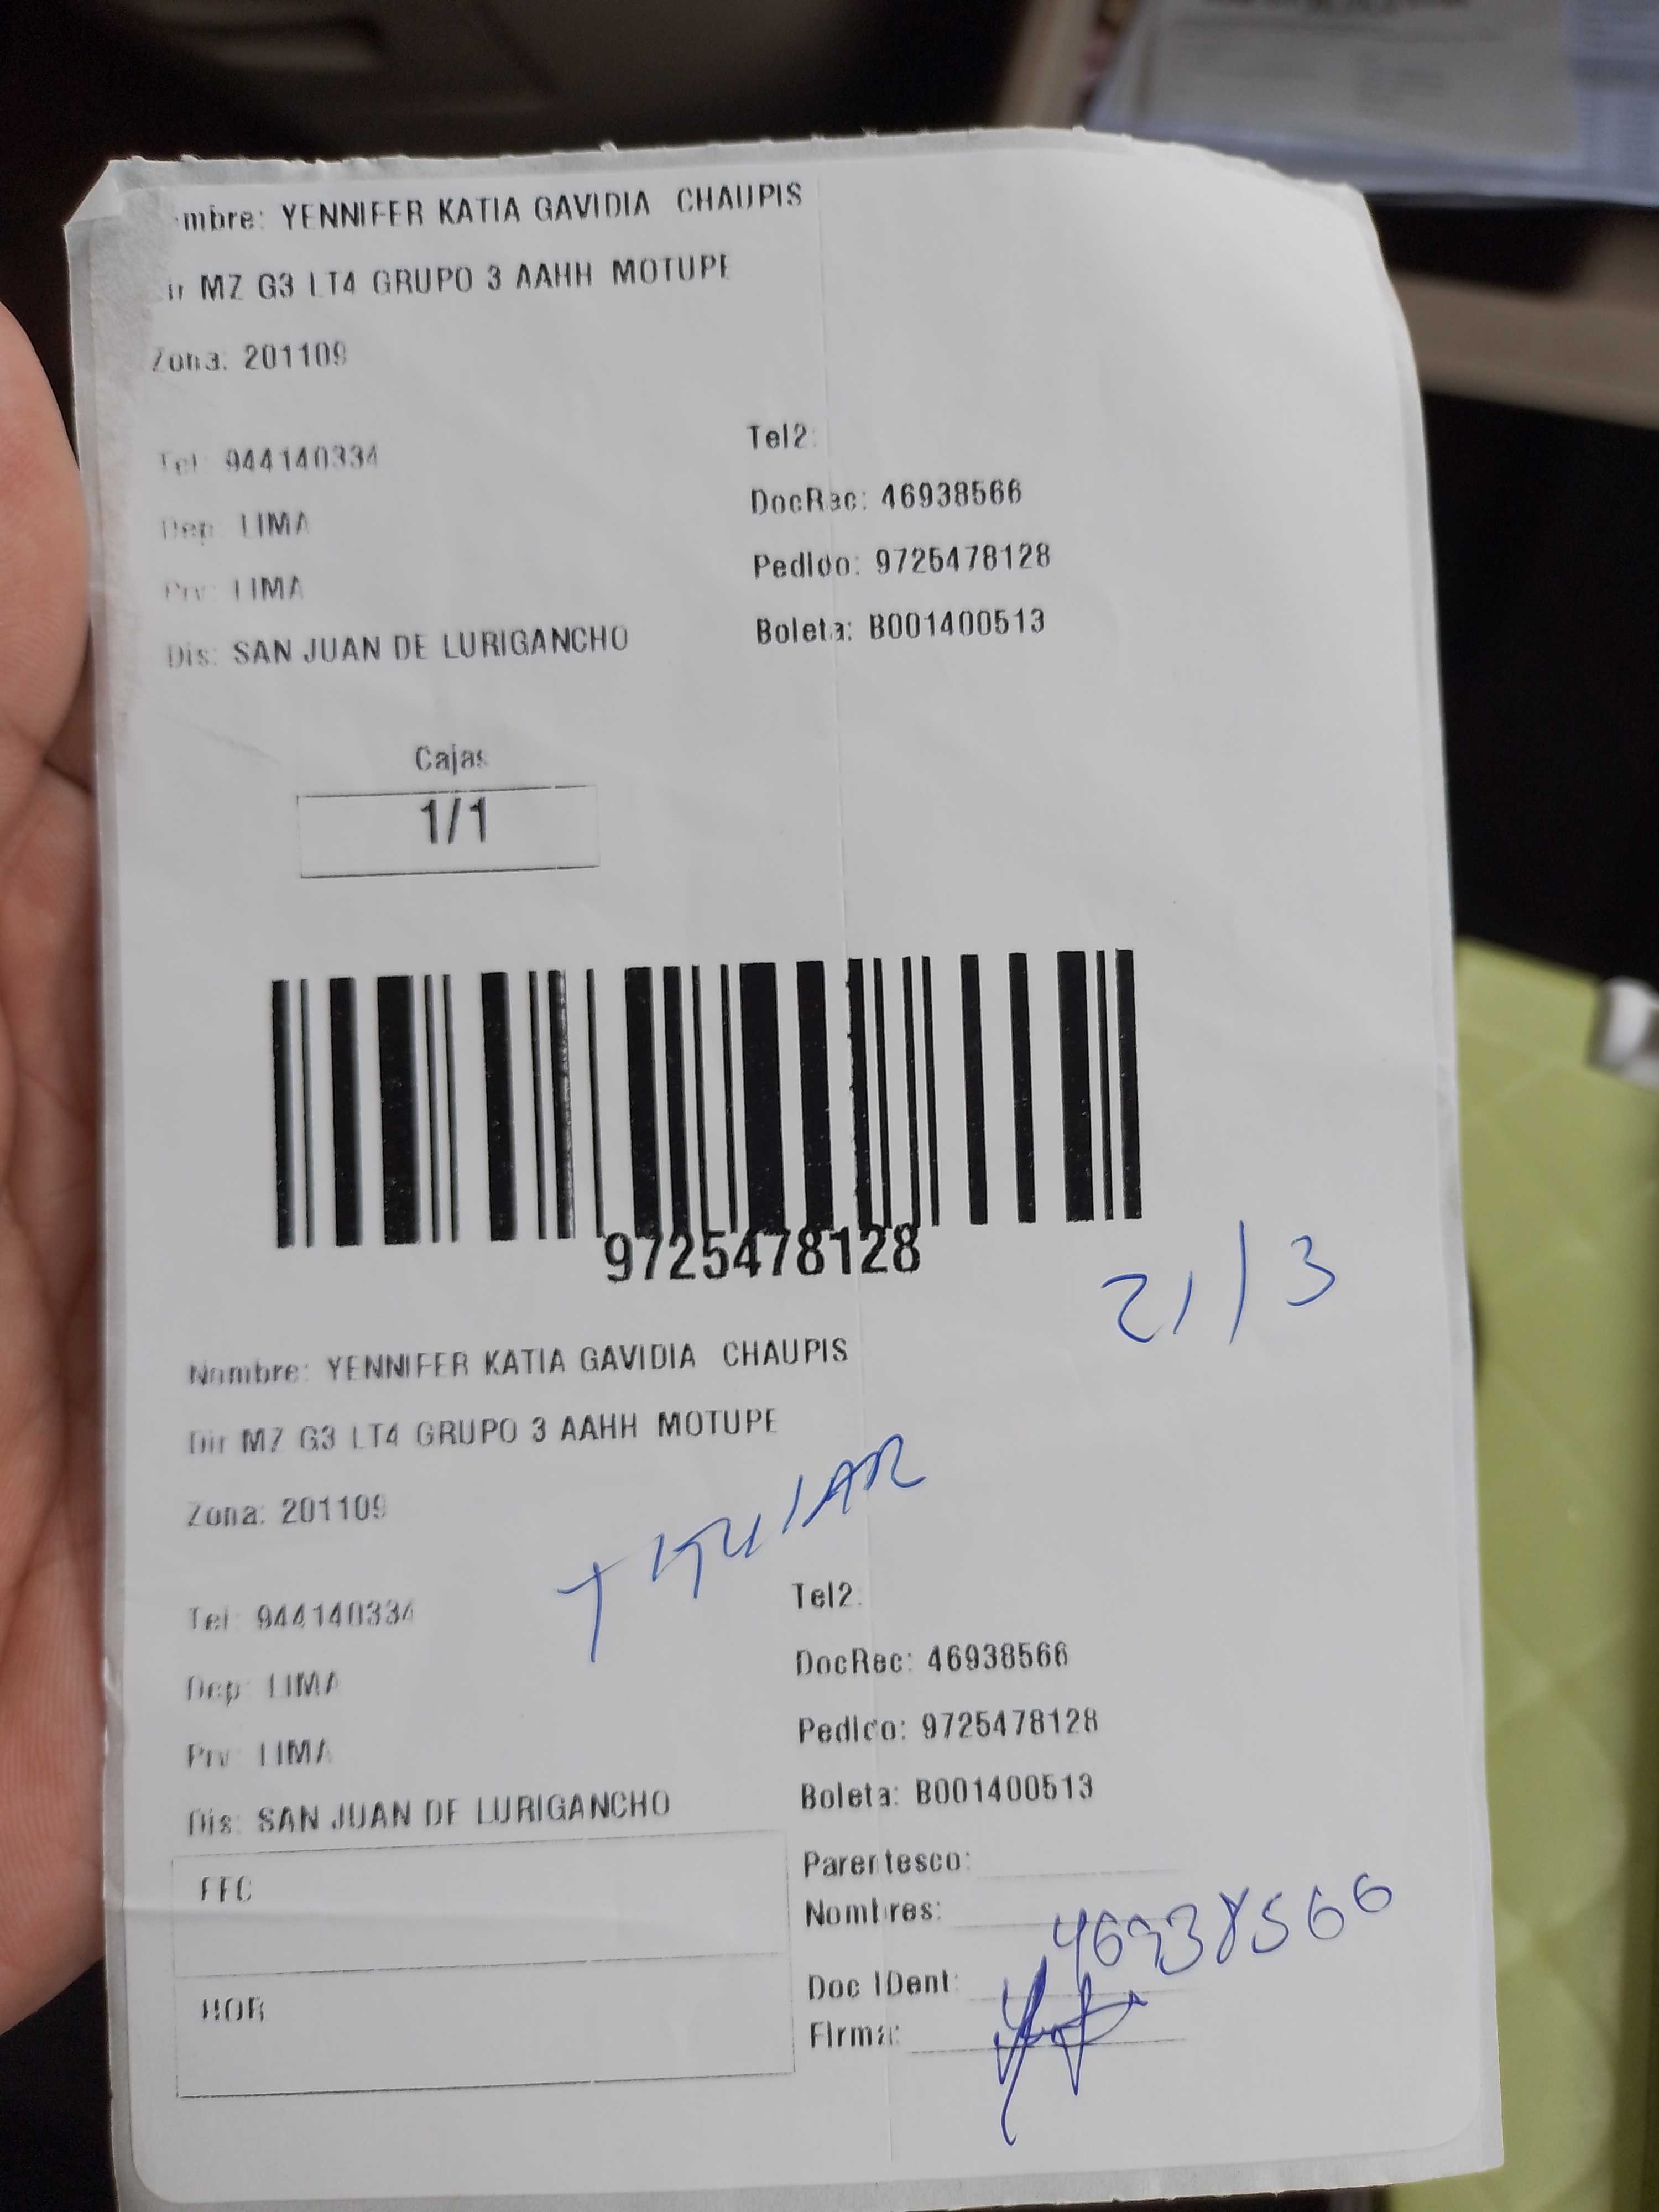 mbre: YENNIFER KATIA GAVIDIA CHAUPIS
Dir MZ G3 LT4 GRUPO 3 AAHH MOTUPE
Zona: 201109
Tel: 944140334
Tel2:
Dep: LIMA
DocRec: 46938566
Prv: LIMA
Pedido: 9725478128
Dis: SAN JUAN DE LURIGANCHO
Boleta: B001400513
Cajas
1/1
9725478128
21/3
Nombre: YENNIFER KATIA GAVIDIA CHAUPIS
Dir MZ G3 LT4 GRUPO 3 AAHH MOTUPE
Zona: 201109
TITULAR
Tel: 944140334
Tel2:
Dep: LIMA
DocRec: 46938566
Prv: LIMA
Pedido: 9725478128
Dis: SAN JUAN DE LURIGANCHO
Boleta: B001400513
FEC
Parentesco:
Nombres:
46938566
HOR
Doc IDent:
Firma: